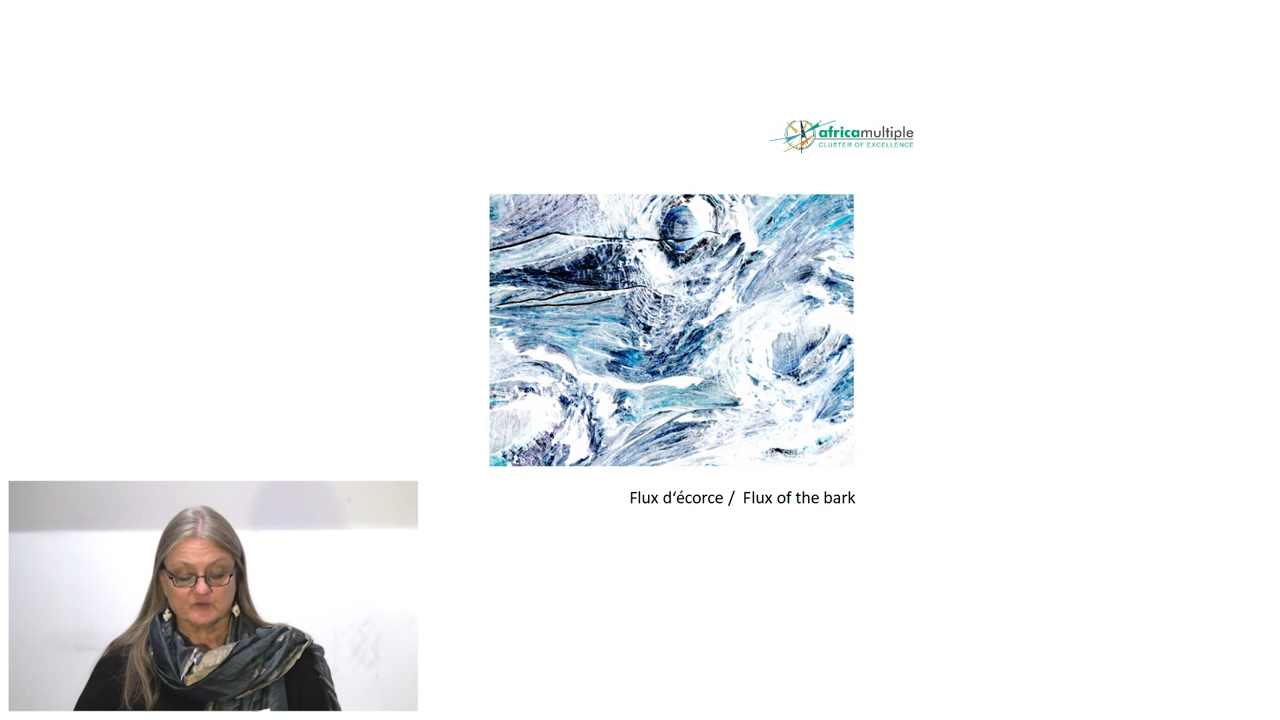 africamultiple
CLUSTER OF EXCELLENCE
Flux d‘écorce / Flux of the bark